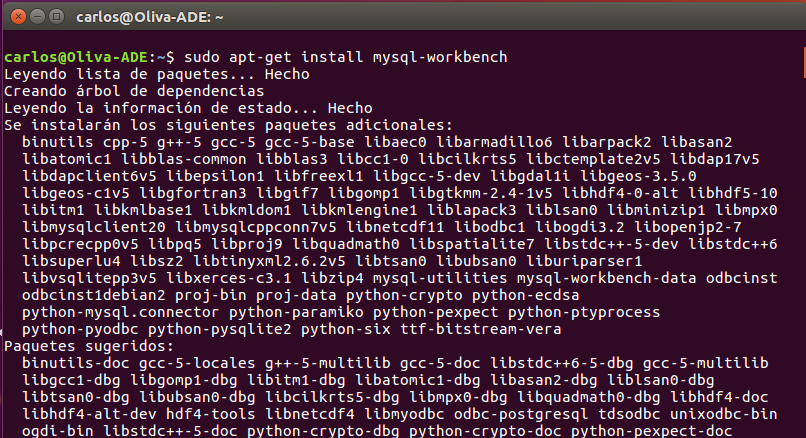 carlos@Oliva-ADE: ~
carlos@Oliva-ADE:~$ sudo apt-get install mysql-workbench
Leyendo lista de paquetes... Hecho
Creando árbol de dependencias
Leyendo la información de estado... Hecho
Se instalarán los siguientes paquetes adicionales:
binutils cpp-5 g++-5 gcc-5 gcc-5-base libaec0 libarmadillo6 libarpack2 libasan2
libatomic1 libblas-common libblas3 libcc1-0 libcilkrts5 libctemplate2v5 libdap17v5
libdapclient6v5 libepsilon1 libfreexl1 libgcc-5-dev libgdal1i libgeos-3.5.0
libgeos-c1v5 libgfortran3 libgif7 libgomp1 libgtkmm-2.4-1v5 libhdf4-0-alt libhdf5-10
libitm1 libkmlbase1 libkmldom1 libkmlengine1 liblapack3 liblsan0 libminizip1 libmpx0
libmysqlclient20 libmysqlcppconn7v5 libnetcdf11 libodbc1 libogdi3.2 libopenjp2-7
libpcrecpp0v5 libpq5 libproj9 libquadmath0 libspatialite7 libstdc++-5-dev libstdc++6
libsuperlu4 libsz2 libtinyxml2.6.2v5 libtsan0 libubsan0 liburiparser1
libvsqlitepp3v5 libxerces-c3.1 libzip4 mysql-utilities mysql-workbench-data odbcinst
odbcinst1debian2 proj-bin proj-data python-crypto python-ecdsa
python-mysql.connector python-paramiko python-pexpect python-ptyprocess
python-pyodbc python-pysqlite2 python-six ttf-bitstream-vera
Paquetes sugeridos:
binutils-doc gcc-5-locales g++-5-multilib gcc-5-doc libstdc++6-5-dbg gcc-5-multilib
libgcc1-dbg libgomp1-dbg libitm1-dbg libatomic1-dbg libasan2-dbg liblsan0-dbg
libtsan0-dbg libubsan0-dbg libcilkrts5-dbg libmpx0-dbg libquadmath0-dbg libhdf4-doc
libhdf4-alt-dev hdf4-tools libnetcdf4 libmyodbc odbc-postgresql tdsodbc unixodbc-bin
ogdi-bin libstdc++-5-doc python-crypto-dbg python-crypto-doc python-pexpect-doc